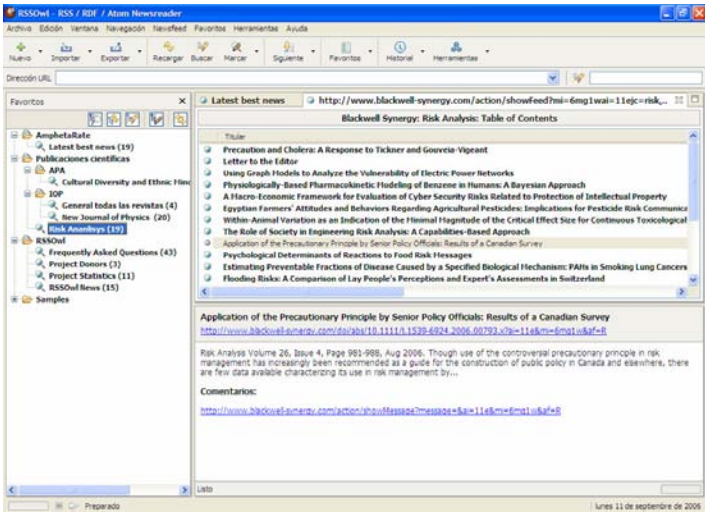 RSSOwl - RSS / RDF / Atom Newsreader
Archivo Edición Ventana Navegación Newsfeed Favoritos Herramientas Ayuda
Nuevo Importar Exportar Recargar Buscar Marcar Siguiente Favoritos Historial Herramientas
Dirección URL
Favoritos
AmphetaRate
Latest best news (19)
Publicaciones científicas
APA
Cultural Diversity and Ethnic Minc
IOP
General todas las revistas (4)
New Journal of Physics (20)
Risk Ananlisys (19)
RSSOwl
Frequently Asked Questions (43)
Project Donors (3)
Project Statistics (11)
RSSOwl News (15)
Samples
Latest best news
http://www.blackwell-synergy.com/action/showFeed?mi=6mg1wai=11ejc=risk,..
Blackwell Synergy: Risk Analysis: Table of Contents
Titular
Precaution and Cholera: A Response to Tickner and Gouveia-Vigeant
Letter to the Editor
Using Graph Models to Analyze the Vulnerability of Electric Power Networks
Physiologically-Based Pharmacokinetic Modeling of Benzene in Humans: A Bayesian Approach
A Macro-Economic Framework for Evaluation of Cyber Security Risks Related to Protection of Intellectual Property
Egyptian Farmers' Attitudes and Behaviors Regarding Agricultural Pesticides: Implications for Pesticide Risk Communica
Within-Animal Variation as an Indication of the Minimal Magnitude of the Critical Effect Size for Continuous Toxicological
The Role of Society in Engineering Risk Analysis: A Capabilities-Based Approach
Application of the Precautionary Principle by Senior Policy Officials: Results of a Canadian Survey
Psychological Determinants of Reactions to Food Risk Messages
Estimating Preventable Fractions of Disease Caused by a Specified Biological Mechanism: PAHs in Smoking Lung Cancers
Flooding Risks: A Comparison of Lay People's Perceptions and Expert's Assessments in Switzerland
Application of the Precautionary Principle by Senior Policy Officials: Results of a Canadian Survey
http://www.blackwell-synergy.com/doi/abs/10.1111/j.1539-6924.2006.00793.x?ai=11e&mi=6mg1w&af=R
Risk Analysis Volume 26, Issue 4, Page 981-988, Aug 2006. Though use of the controversial precautionary principle in risk
management has increasingly been recommended as a guide for the construction of public policy in Canada and elsewhere, there
are few data available characterizing its use in risk management by...
Comentarios:
http://www.blackwell-synergy.com/action/showMessage?message=&ai=11e&mi=6mg1w&af=R
Listo
Preparado
lunes 11 de septiembre de 2006